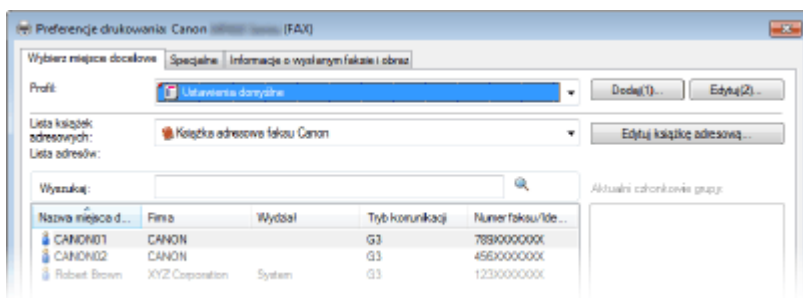 Preferencje drukowania: Canon (FAX)
Wybierz miejsce docelowe Specjalne Informacje o wysłanym faksie i obraz
Profil: Ustawienia domyślne Dodaj(1)... Edytuj(2)...
Lista książek
adresowych: Książka adresowa faksu Canon Edytuj książkę adresową...
Lista adresów:
Wyszukaj: Aktualni członkowie grupy:
Nazwa miejsca d... Firma Wydział Tryb komunikacji Numer faksu/Ide...
CANON01 CANON G3 789XXXXXXX
CANON02 CANON G3 456XXXXXXX
Robert Brown XYZ Corporation System G3 123XXXXXXX